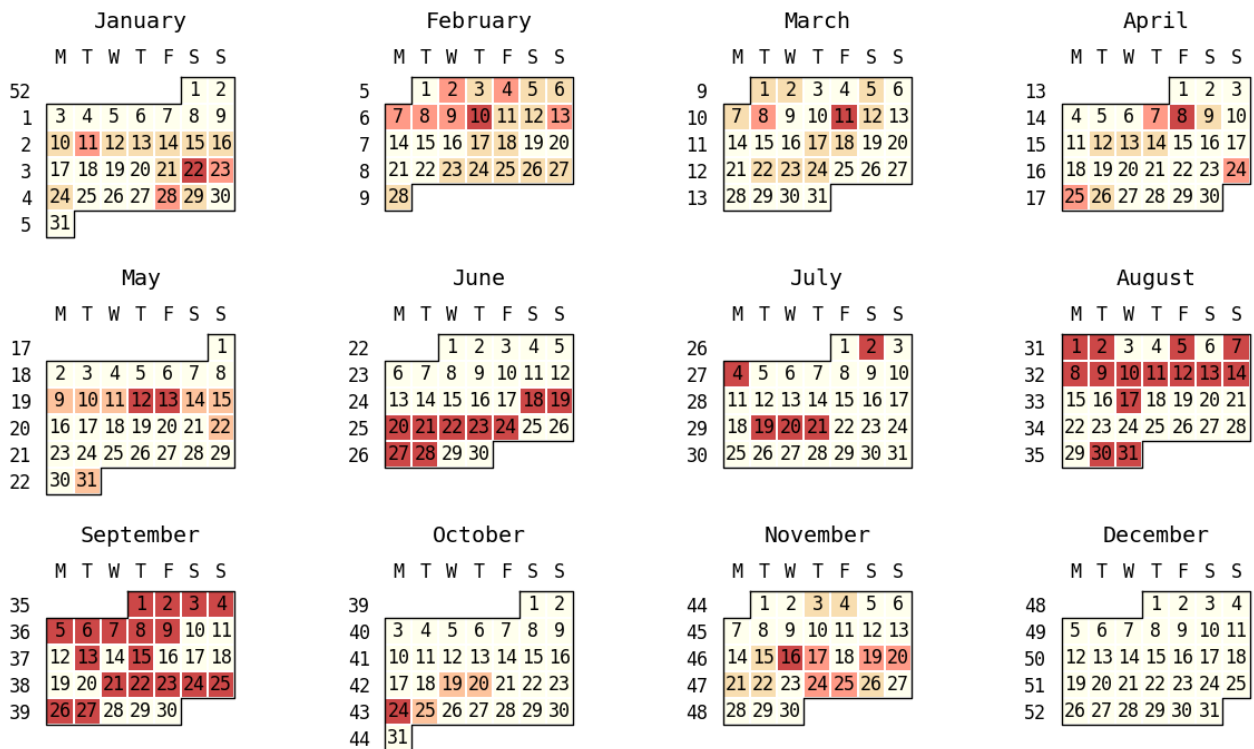 January February March April
M T W T F S S M T W T F S S M T W T F S S M T W T F S S
52 1 2 5 1 2 3 4 5 6 9 1 2 3 4 5 6 13 1 2 3
1 3 4 5 6 7 8 9 6 7 8 9 10 11 12 13 10 7 8 9 10 11 12 13 14 4 5 6 7 8 9 10
2 10 11 12 13 14 15 16 7 14 15 16 17 18 19 20 11 14 15 16 17 18 19 20 15 11 12 13 14 15 16 17
3 17 18 19 20 21 22 23 8 21 22 23 24 25 26 27 12 21 22 23 24 25 26 27 16 18 19 20 21 22 23 24
4 24 25 26 27 28 29 30 9 28 13 28 29 30 31 17 25 26 27 28 29 30
5 31
May June July August
M T W T F S S M T W T F S S M T W T F S S M T W T F S S
17 1 22 1 2 3 4 5 26 1 2 3 31 1 2 3 4 5 6 7
18 2 3 4 5 6 7 8 23 6 7 8 9 10 11 12 27 4 5 6 7 8 9 10 32 8 9 10 11 12 13 14
19 9 10 11 12 13 14 15 24 13 14 15 16 17 18 19 28 11 12 13 14 15 16 17 33 15 16 17 18 19 20 21
20 16 17 18 19 20 21 22 25 20 21 22 23 24 25 26 29 18 19 20 21 22 23 24 34 22 23 24 25 26 27 28
21 23 24 25 26 27 28 29 26 27 28 29 30 30 25 26 27 28 29 30 31 35 29 30 31
22 30 31
September October November December
M T W T F S S M T W T F S S M T W T F S S M T W T F S S
35 1 2 3 4 39 1 2 44 1 2 3 4 5 6 48 1 2 3 4
36 5 6 7 8 9 10 11 40 3 4 5 6 7 8 9 45 7 8 9 10 11 12 13 49 5 6 7 8 9 10 11
37 12 13 14 15 16 17 18 41 10 11 12 13 14 15 16 46 14 15 16 17 18 19 20 50 12 13 14 15 16 17 18
38 19 20 21 22 23 24 25 42 17 18 19 20 21 22 23 47 21 22 23 24 25 26 27 51 19 20 21 22 23 24 25
39 26 27 28 29 30 43 24 25 26 27 28 29 30 48 28 29 30 52 26 27 28 29 30 31
44 31